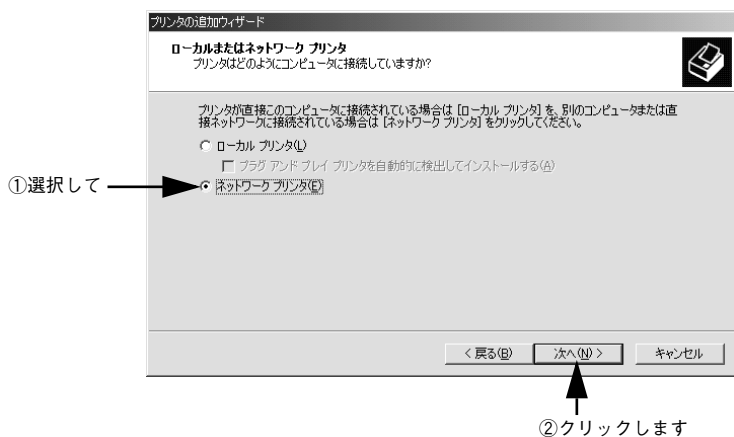 プリンタの追加ウィザード
ローカルまたはネットワーク プリンタ
プリンタはどのようにコンピュータに接続していますか?
プリンタが直接このコンピュータに接続されている場合は [ローカル プリンタ] を、別のコンピュータまたは直
接ネットワークに接続されている場合は [ネットワーク プリンタ] をクリックしてください。
ローカル プリンタ(L)
プラグ アンド プレイ プリンタを自動的に検出してインストールする(A)
①選択して
ネットワーク プリンタ(E)
< 戻る(B)
次へ(N) >
キャンセル
②クリックします